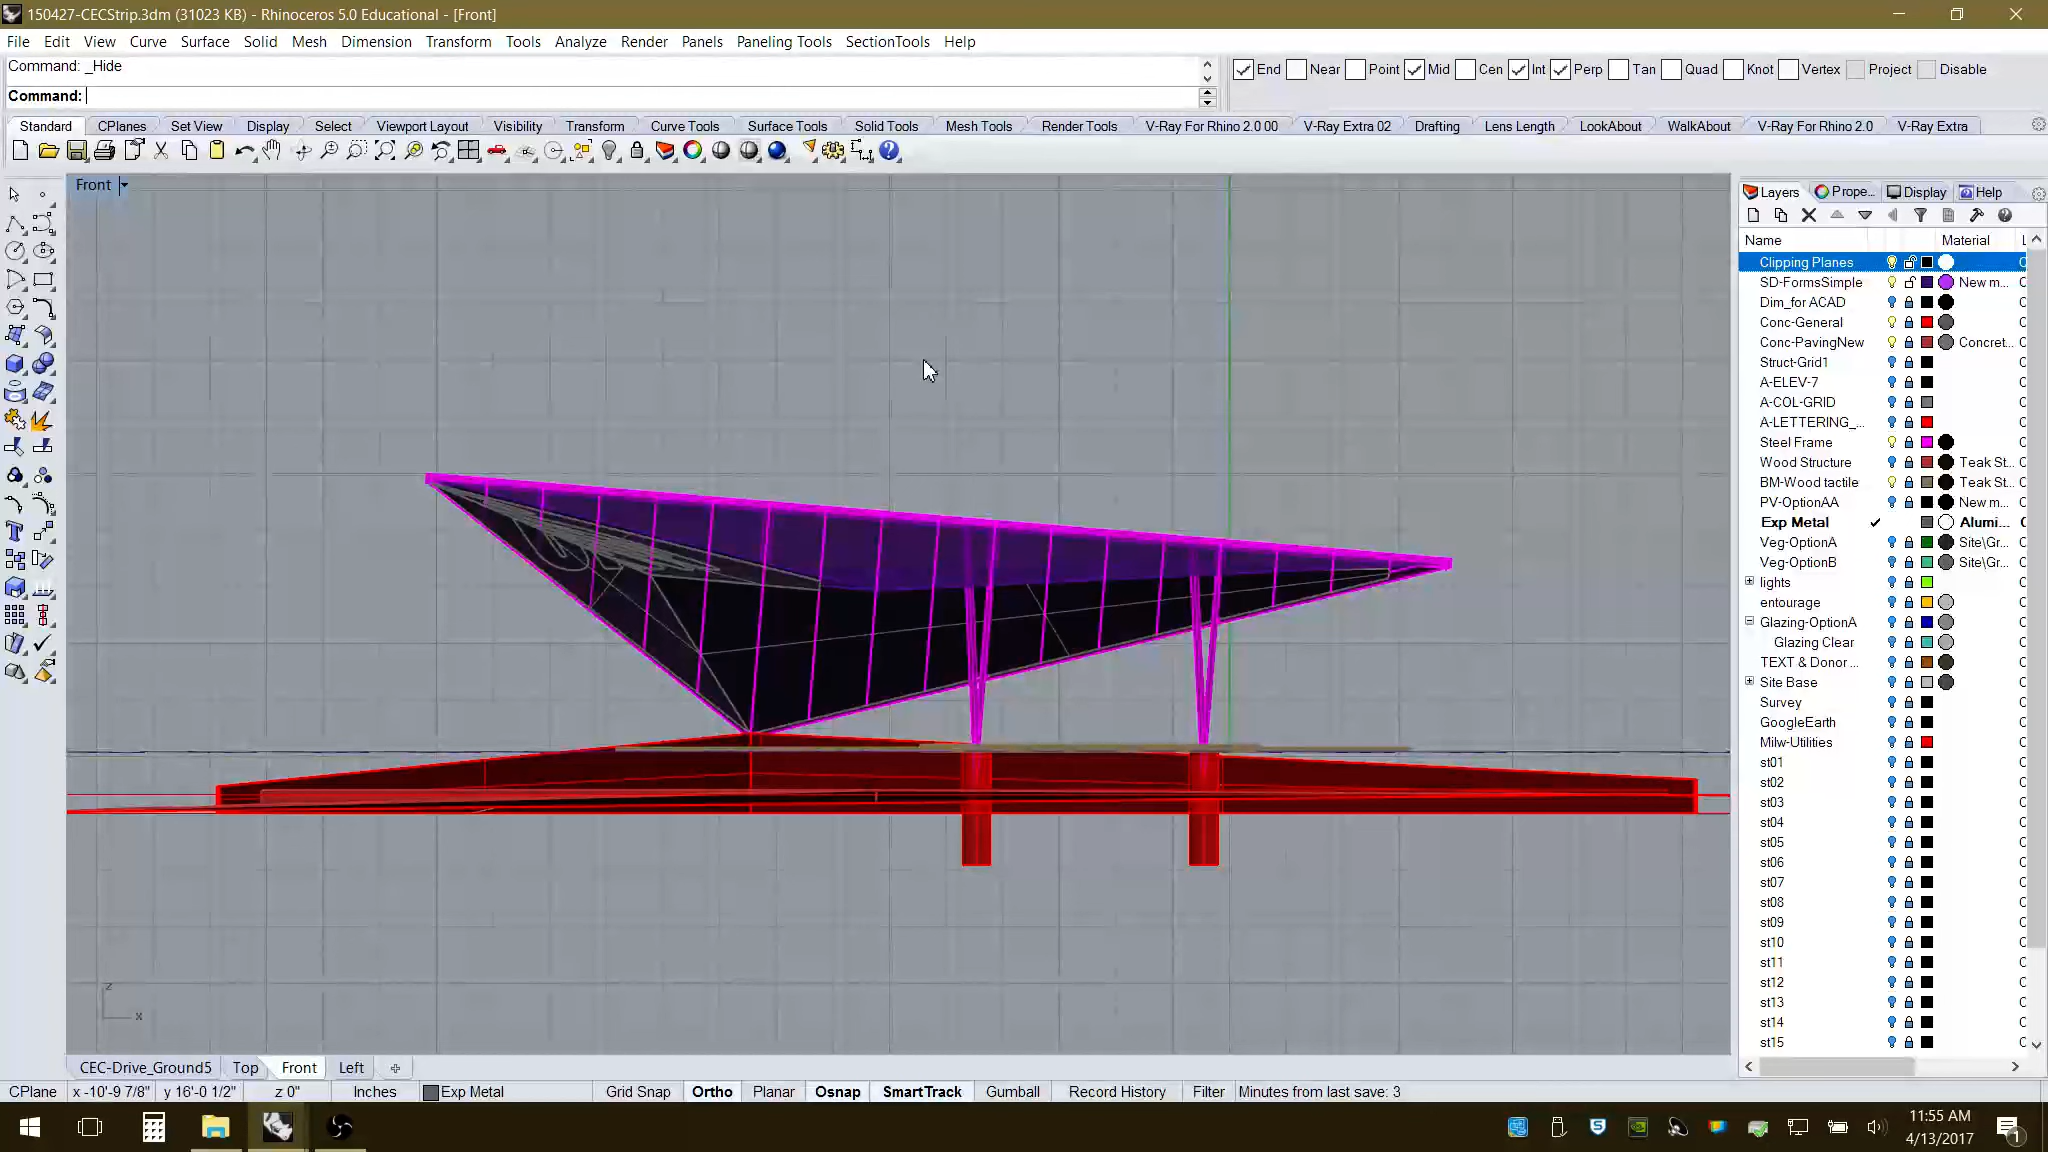 150427-CECStrip.3dm (31023 KB) - Rhinoceros 5.0 Educational - [Front]
File Edit View Curve Surface Solid Mesh Dimension Transform Tools Analyze Render Panels Paneling Tools SectionTools Help
Command: _Hide
Command:
End Near Point Mid Cen Int Perp Tan Quad Knot Vertex Project Disable
Standard CPlanes Set View Display Select Viewport Layout Visibility Transform Curve Tools Surface Tools Solid Tools Mesh Tools Render Tools V-Ray For Rhino 2.0 00 V-Ray Extra 02 Drafting Lens Length LookAbout WalkAbout V-Ray For Rhino 2.0 V-Ray Extra
Front
Layers Prope... Display Help
Name Material L
Clipping Planes
SD-FormsSimple New m...
Dim_for ACAD
Conc-General
Conc-PavingNew Concret...
Struct-Grid1
A-ELEV-7
A-COL-GRID
A-LETTERING_...
Steel Frame
Wood Structure Teak St...
BM-Wood tactile Teak St...
PV-OptionAA New m...
Exp Metal Alumi...
Veg-OptionA Site\Gr...
Veg-OptionB Site\Gr...
lights
entourage
Glazing-OptionA
Glazing Clear
TEXT & Donor ...
Site Base
Survey
GoogleEarth
Milw-Utilities
st01
st02
st03
st04
st05
st06
st07
st08
st09
st10
st11
st12
st13
st14
st15
z
x
CEC-Drive_Ground5 Top Front Left
CPlane x -10'-9 7/8" y 16'-0 1/2" z 0" Inches Exp Metal Grid Snap Ortho Planar Osnap SmartTrack Gumball Record History Filter Minutes from last save: 3
11:55 AM
4/13/2017
1